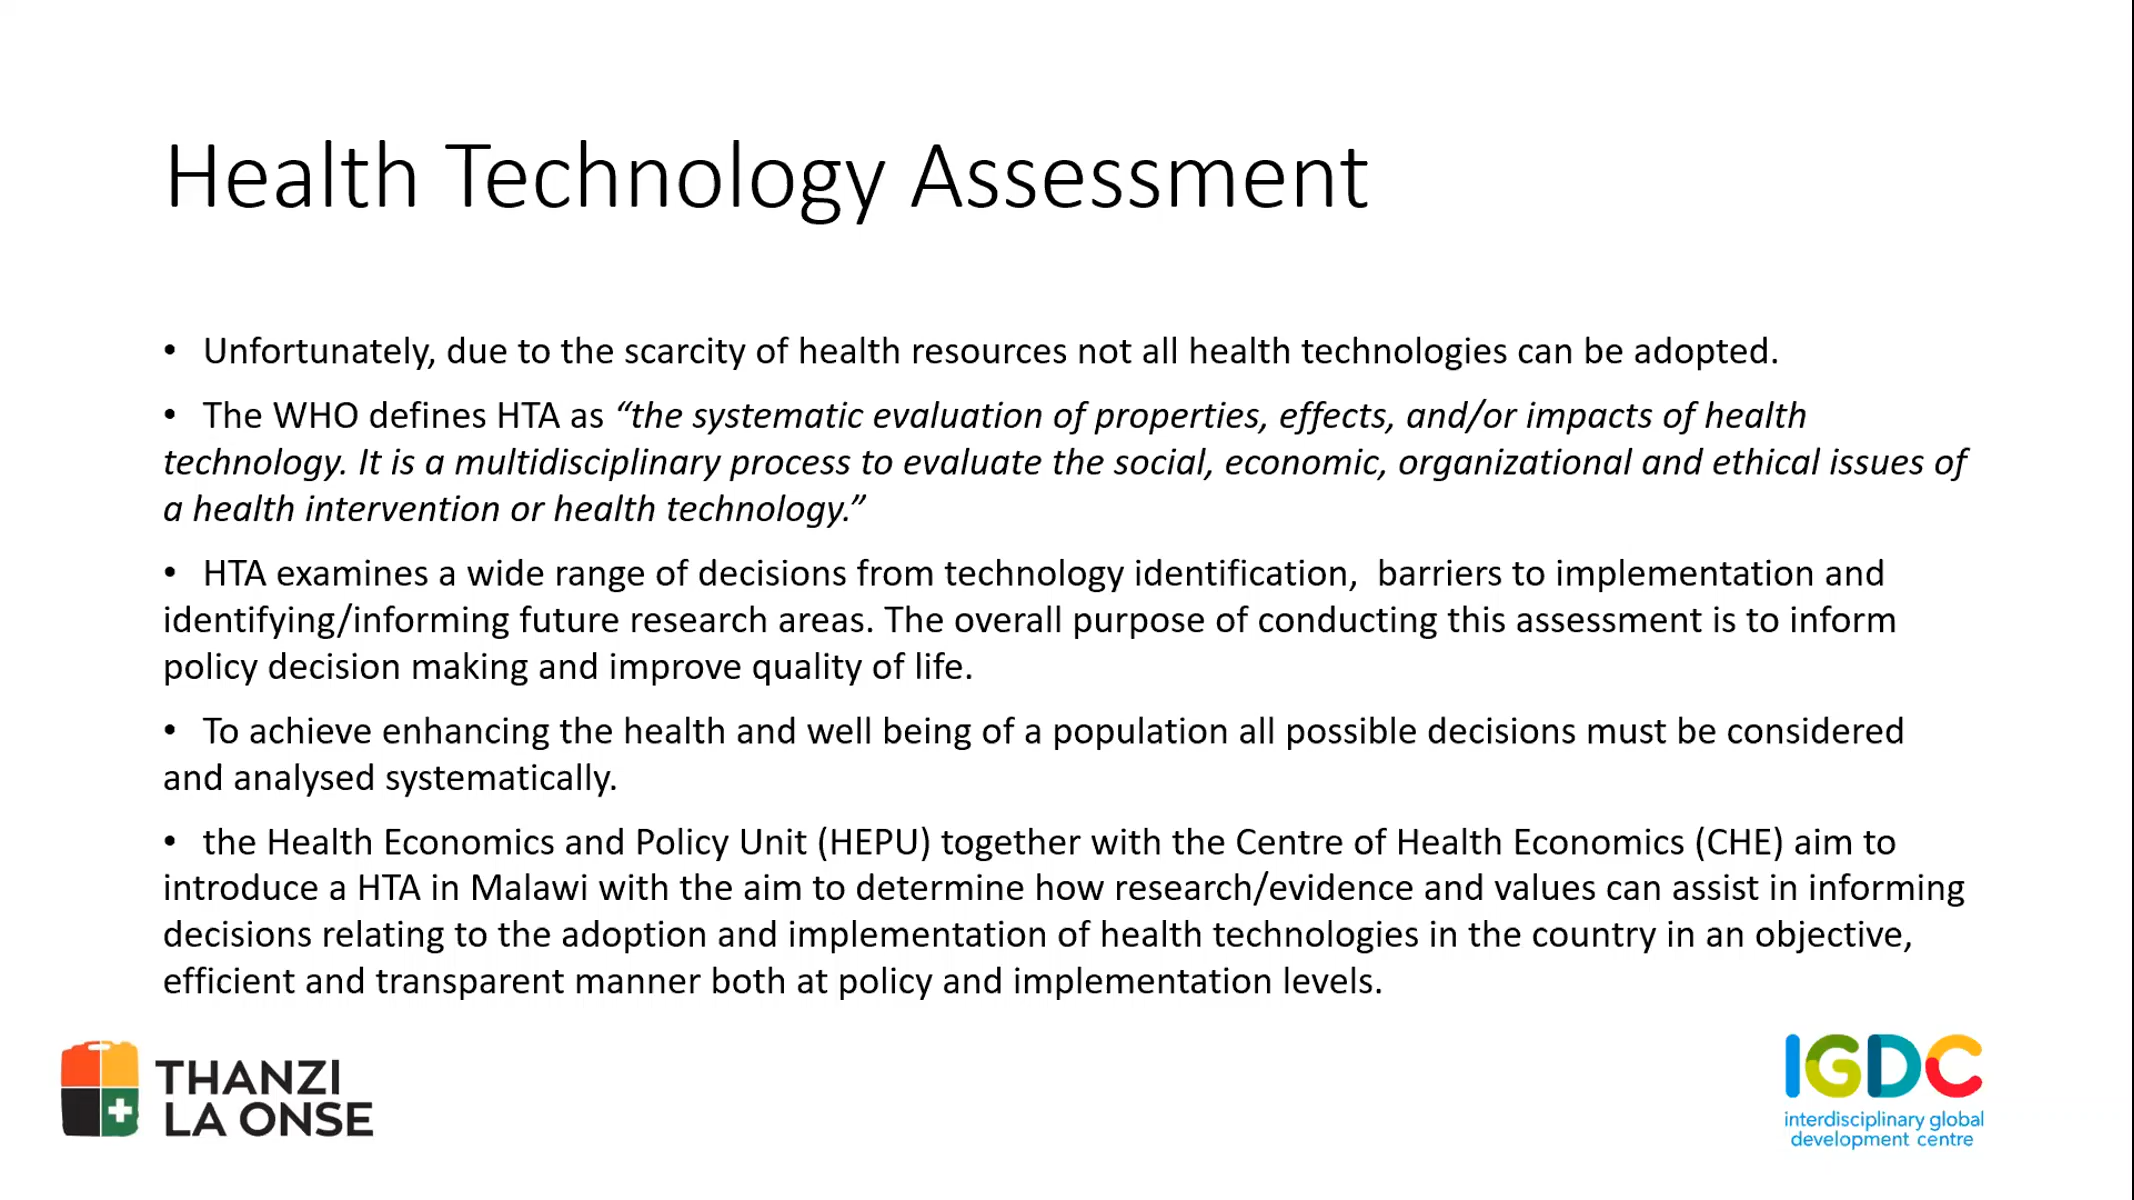 Health Technology Assessment
• Unfortunately, due to the scarcity of health resources not all health technologies can be adopted.
• The WHO defines HTA as “the systematic evaluation of properties, effects, and/or impacts of health
technology. It is a multidisciplinary process to evaluate the social, economic, organizational and ethical issues of
a health intervention or health technology.”
• HTA examines a wide range of decisions from technology identification,  barriers to implementation and
identifying/informing future research areas. The overall purpose of conducting this assessment is to inform
policy decision making and improve quality of life.
• To achieve enhancing the health and well being of a population all possible decisions must be considered
and analysed systematically.
• the Health Economics and Policy Unit (HEPU) together with the Centre of Health Economics (CHE) aim to
introduce a HTA in Malawi with the aim to determine how research/evidence and values can assist in informing
decisions relating to the adoption and implementation of health technologies in the country in an objective,
efficient and transparent manner both at policy and implementation levels.
THANZI
LA ONSE
IGDC
interdisciplinary global
development centre